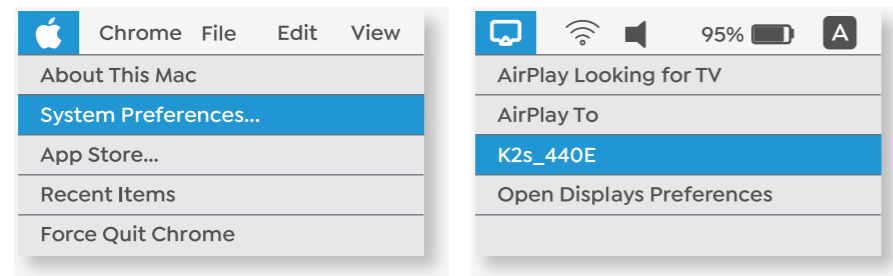 Chrome File Edit View
About This Mac
System Preferences...
App Store...
Recent Items
Force Quit Chrome
95% A
AirPlay Looking for TV
AirPlay To
K2s_440E
Open Displays Preferences